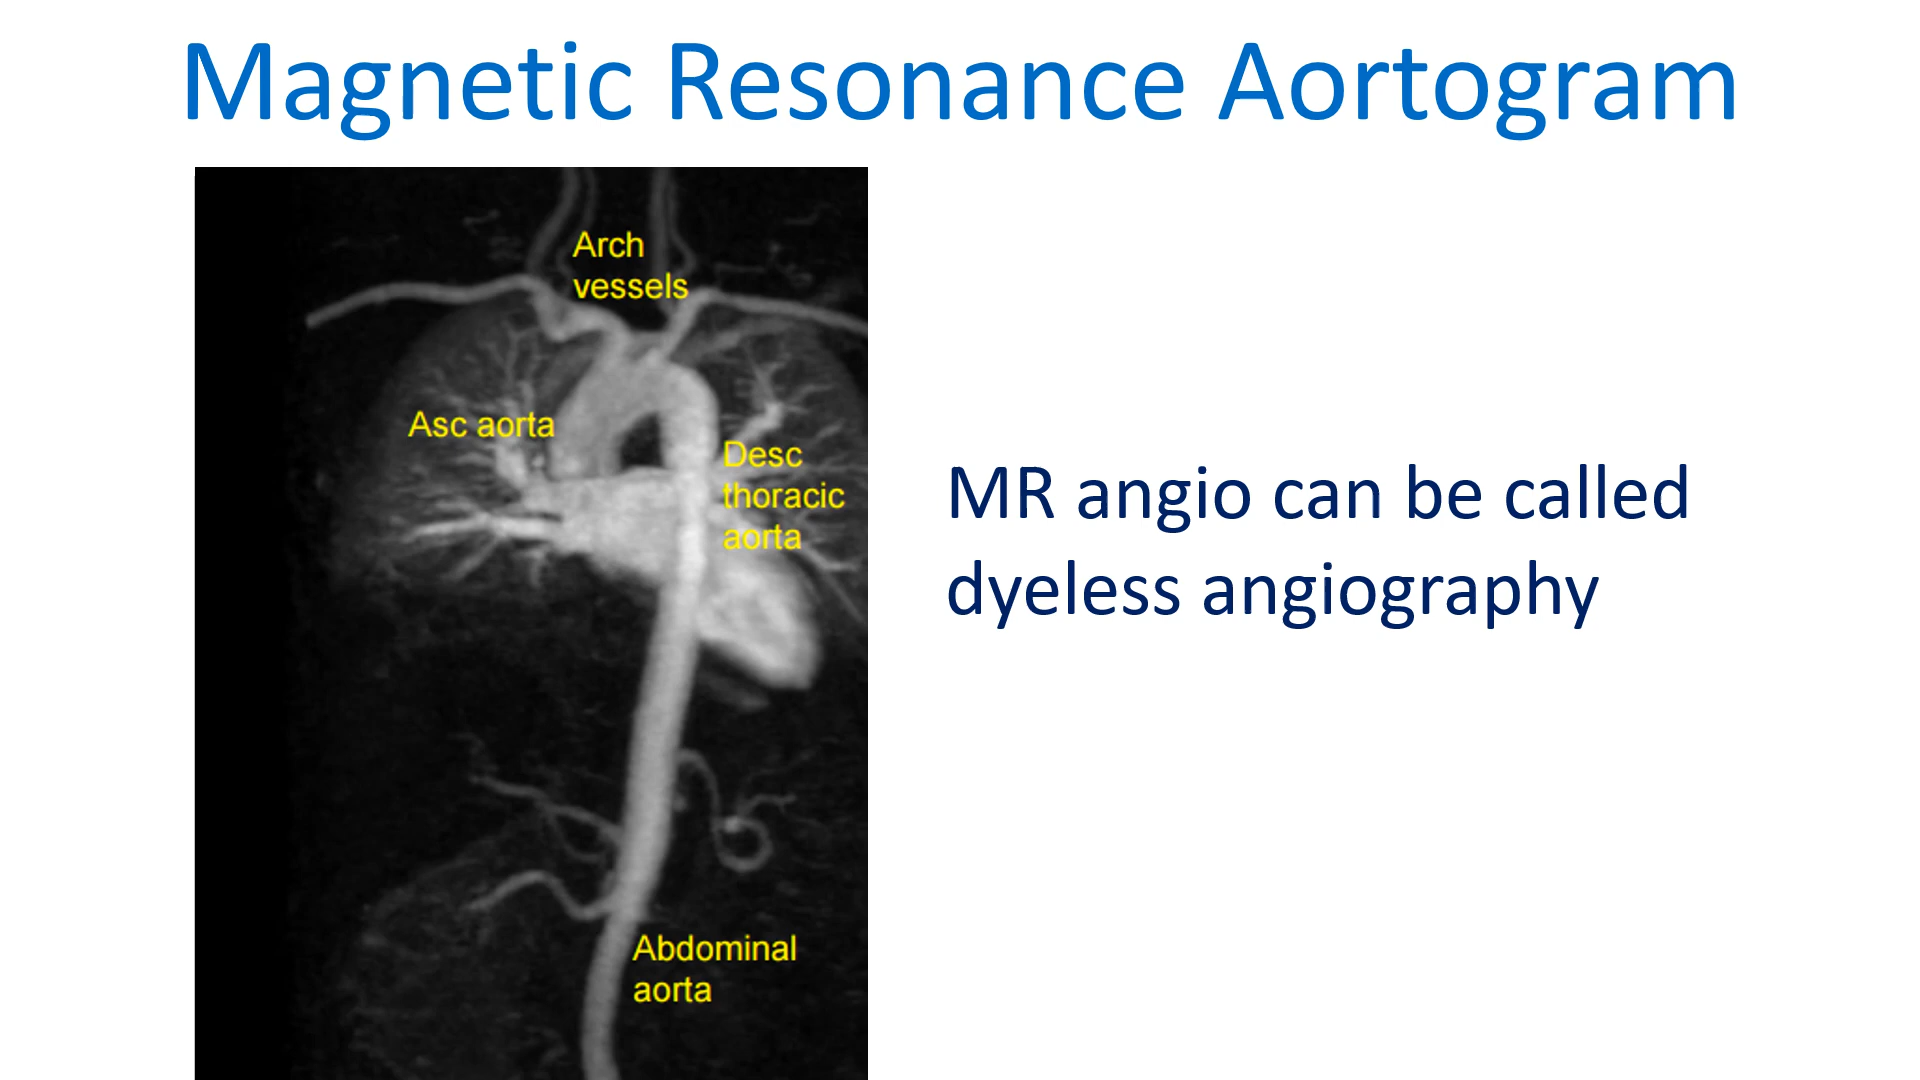 Magnetic Resonance Aortogram
Arch
vessels
Asc aorta
Desc
thoracic
aorta
Abdominal
aorta
MR angio can be called
dyeless angiography